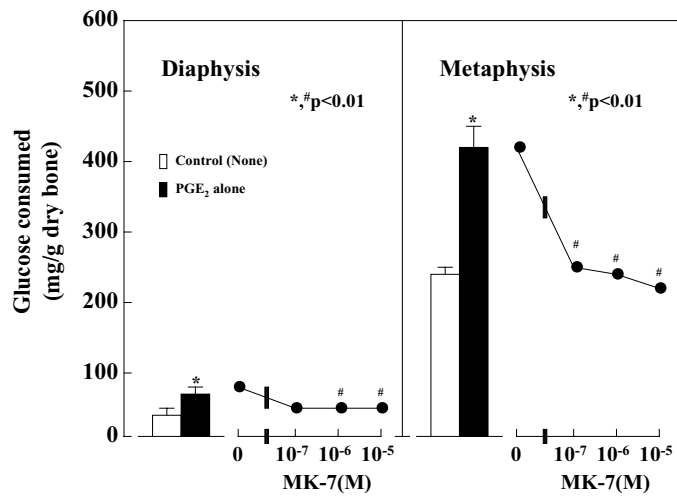 600
500
400
300
200
100
0
Glucose consumed
(mg/g dry bone)
Diaphysis
*,#p<0.01
Control (None)
PGE₂ alone
*
#
#
0
10⁻⁷
10⁻⁶
10⁻⁵
MK-7(M)
Metaphysis
*,#p<0.01
*
#
#
#
0
10⁻⁷
10⁻⁶
10⁻⁵
MK-7(M)